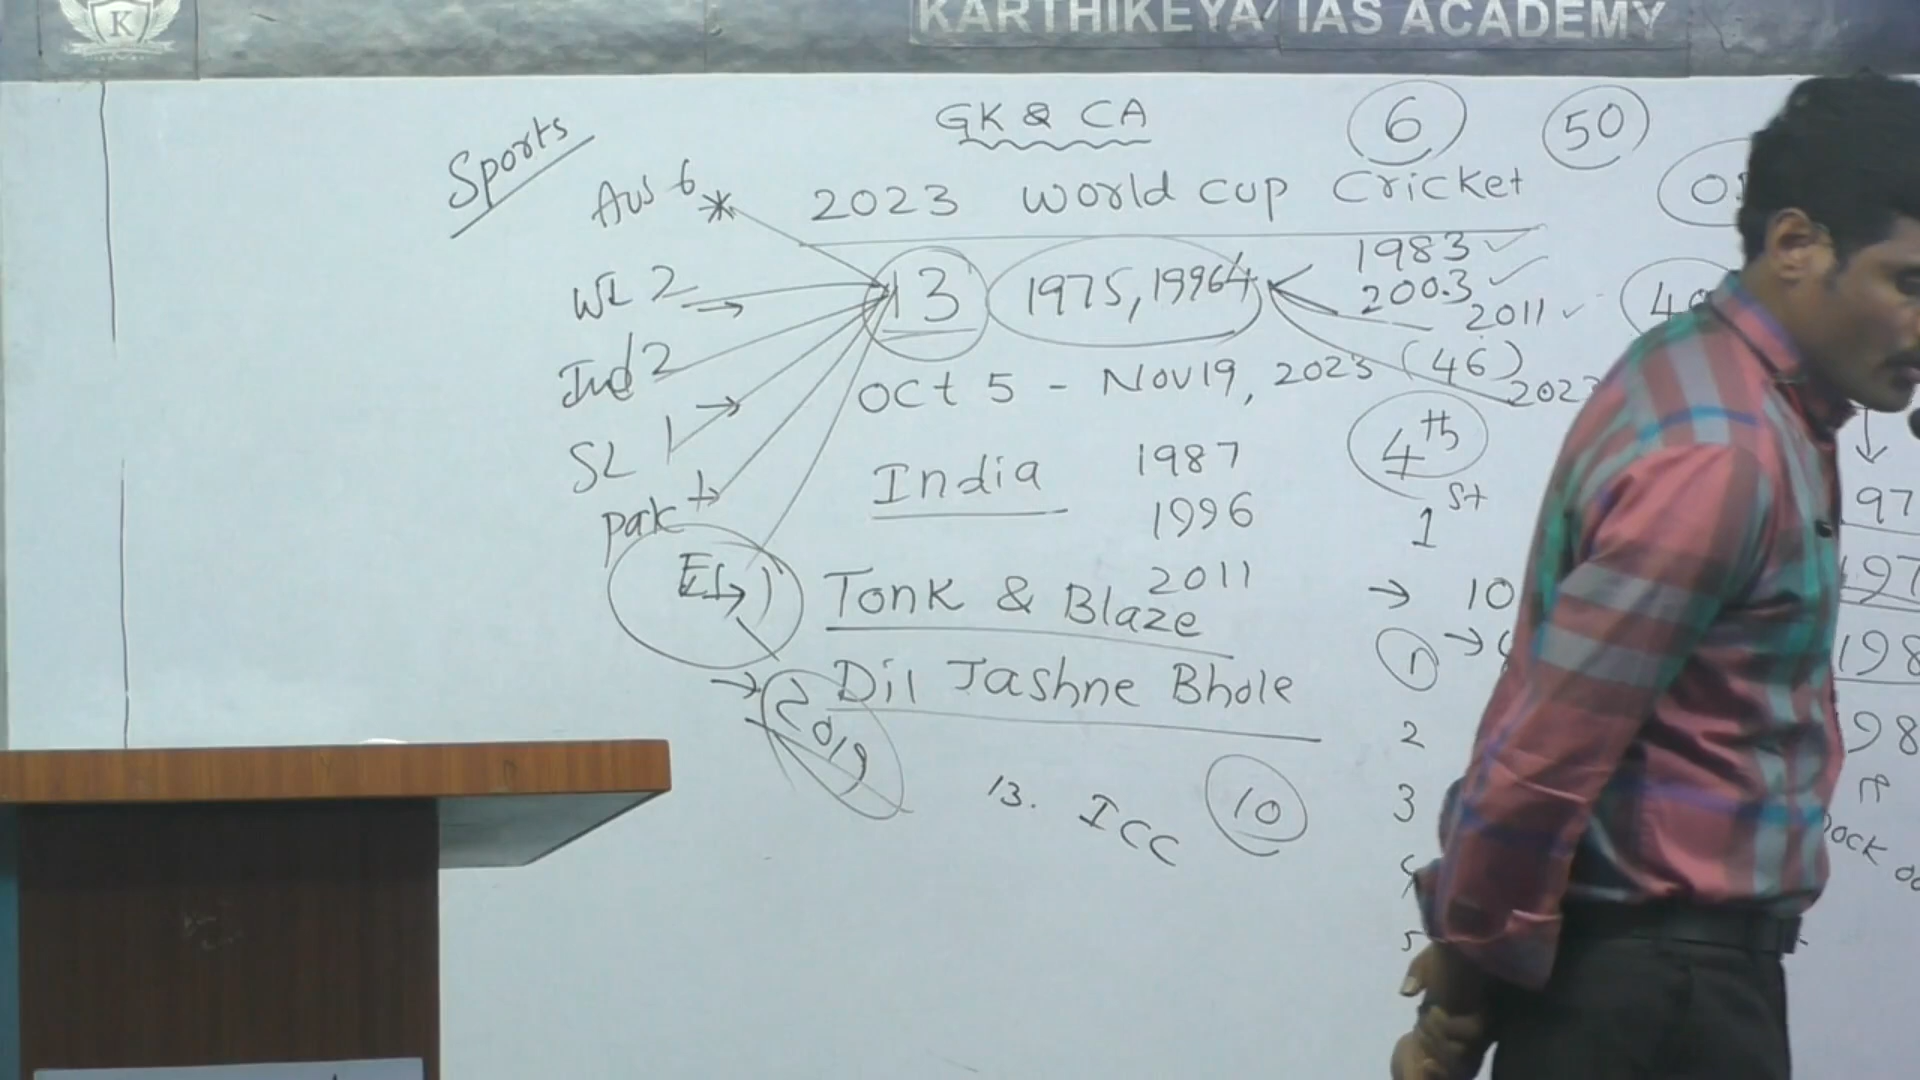 K
KARTHIKEYA IAS ACADEMY
GK & CA
Sports
6
50
Aus 6 *
2023 World cup Cricket
WI 2 →
13
1975, 1996
1983 ✓
2003 ✓
2011 ✓
Ind 2
Oct 5 - Nov 19, 2023 (46)
SL 1 →
India
1987
1996
2011
4th
1st
Pak 1
Tonk & Blaze
→ 10
1 →
Dil Jashne Bhole
→ 2019
2
13. ICC 10
3
5